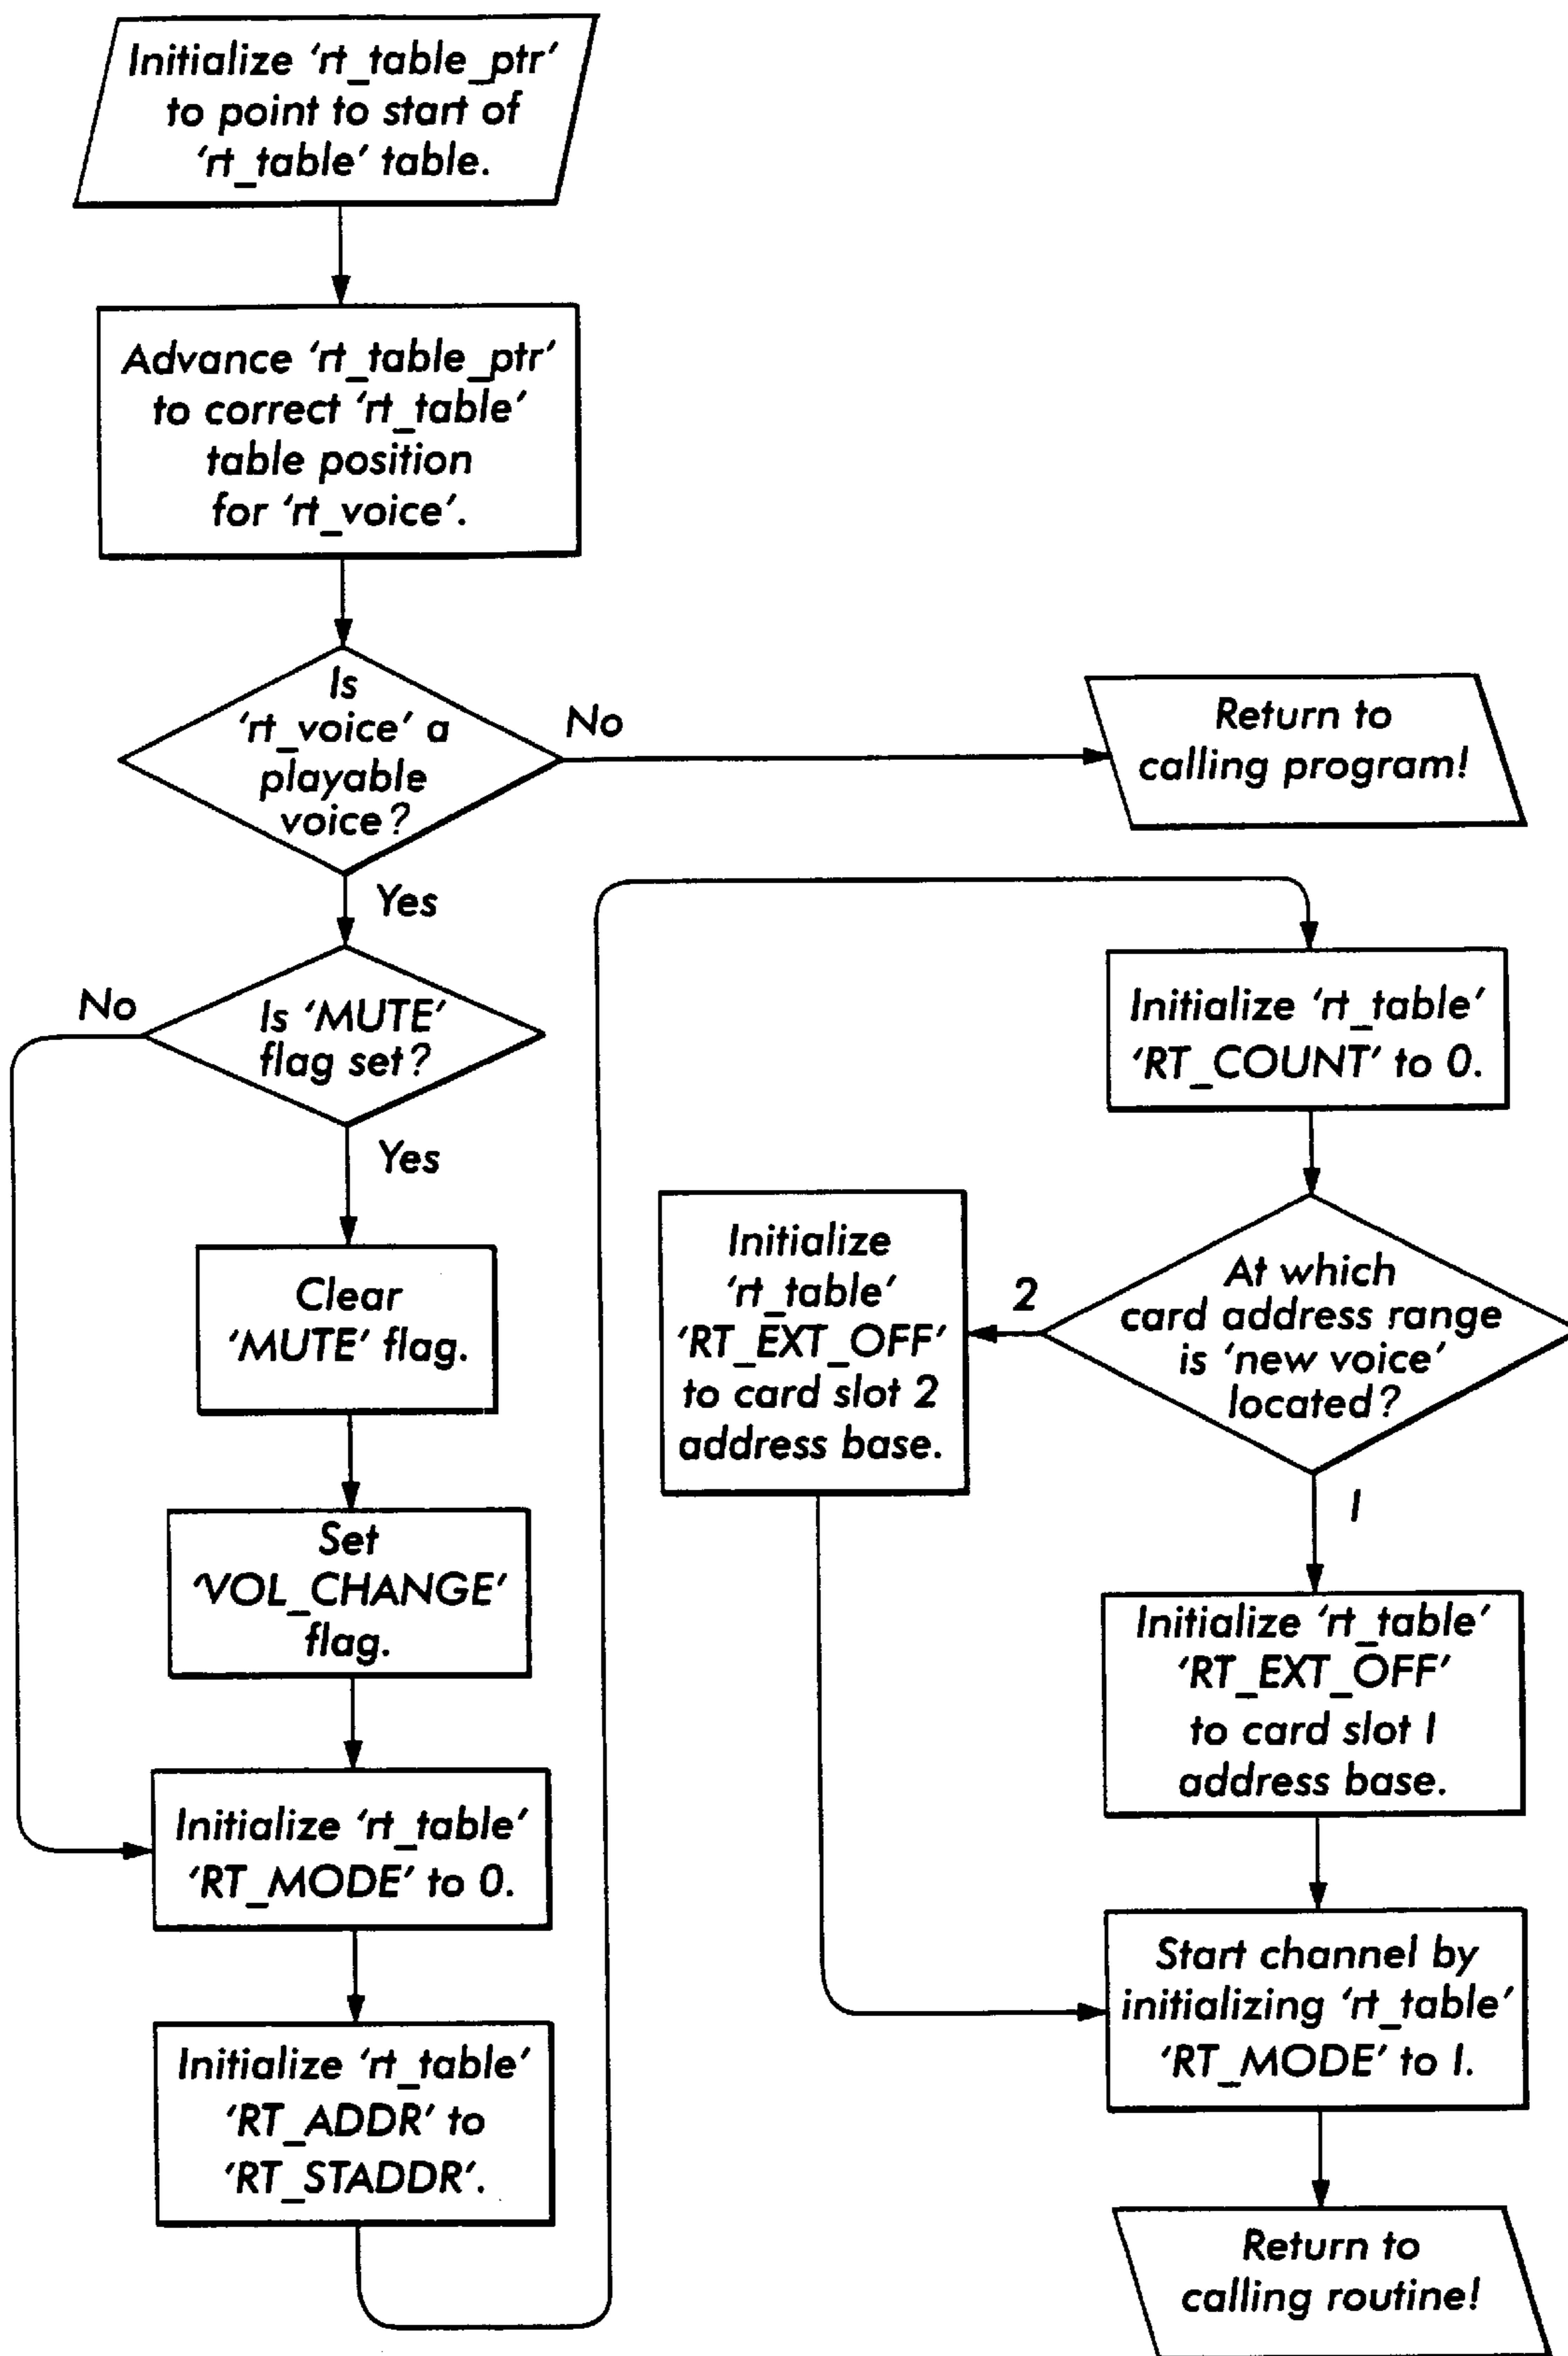 Initialize ‘rt_table_ptr’
to point to start of
‘rt_table’ table.
Advance ‘rt_table_ptr’
to correct ‘rt_table’
table position
for ‘rt_voice’.
Is
‘rt_voice’ a
playable
voice?
No
Return to
calling program!
Yes
Is ‘MUTE’
flag set?
No
Yes
Clear
‘MUTE’ flag.
Set
‘VOL_CHANGE’
flag.
Initialize ‘rt_table’
‘RT_MODE’ to 0.
Initialize ‘rt_table’
‘RT_ADDR’ to
‘RT_STADDR’.
Initialize ‘rt_table’
‘RT_COUNT’ to 0.
At which
card address range
is ‘new voice’
located?
2
Initialize
‘rt_table’
‘RT_EXT_OFF’
to card slot 2
address base.
1
Initialize ‘rt_table’
‘RT_EXT_OFF’
to card slot 1
address base.
Start channel by
initializing ‘rt_table’
‘RT_MODE’ to 1.
Return to
calling routine!